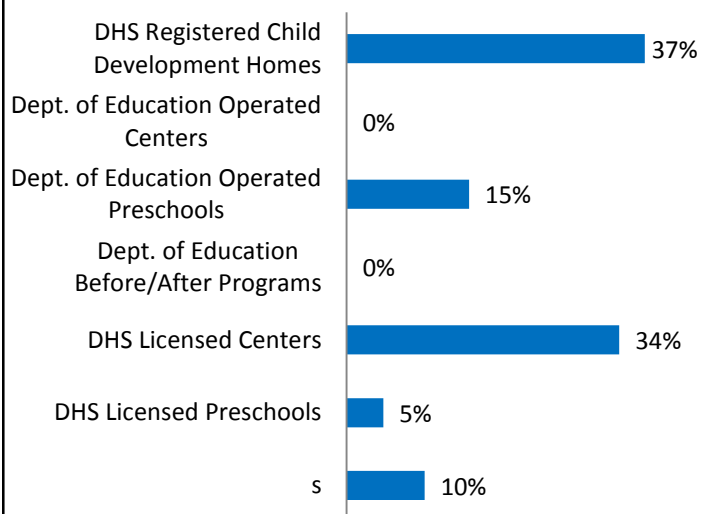 DHS Registered Child
Development Homes
37%
Dept. of Education Operated
Centers
0%
Dept. of Education Operated
Preschools
15%
Dept. of Education
Before/After Programs
0%
DHS Licensed Centers
34%
DHS Licensed Preschools
5%
s
10%